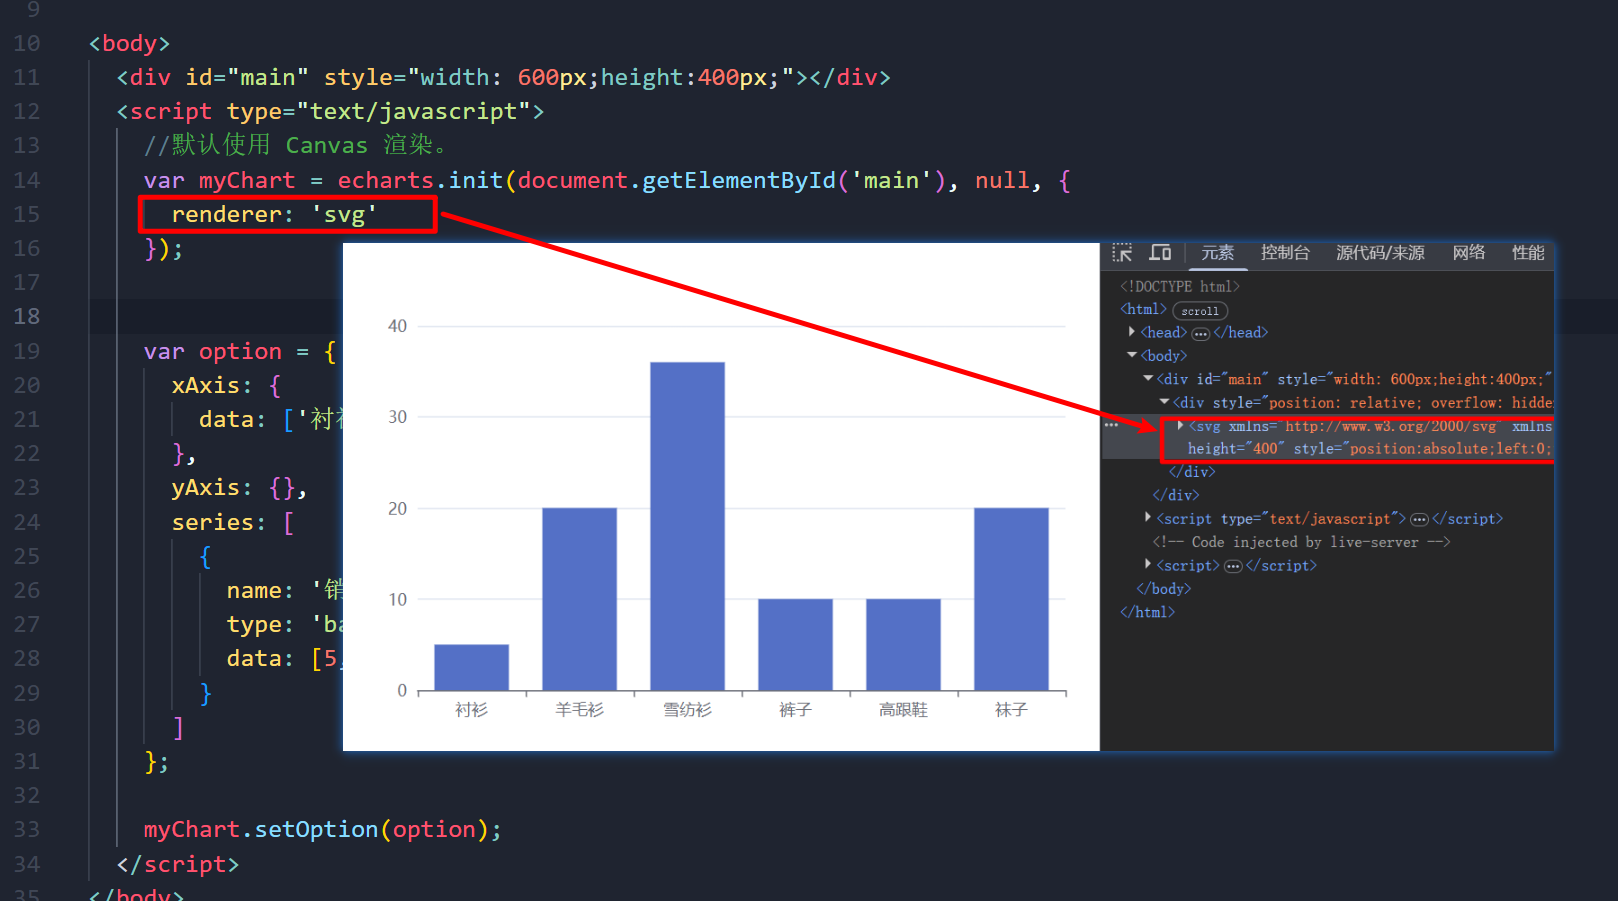 9
10 <body>
11 <div id="main" style="width: 600px;height:400px;"></div>
12 <script type="text/javascript">
13 //默认使用 Canvas 渲染。
14 var myChart = echarts.init(document.getElementById('main'), null, {
15 renderer: 'svg'
16 });
17
18
19 var option = {
20 xAxis: {
21 data: ['衬
22 },
23 yAxis: {},
24 series: [
25 {
26 name: '销
27 type: 'ba
28 data: [5,
29 }
30 ]
31 };
32
33 myChart.setOption(option);
34 </script>
35 </body>
40
30
20
10
0
衬衫 羊毛衫 雪纺衫 裤子 高跟鞋 袜子
元素 控制台 源代码/来源 网络 性能
<!DOCTYPE html>
<html> scroll
<head> ··· </head>
<body>
<div id="main" style="width: 600px;height:400px;"
<div style="position: relative; overflow: hidde
··· <svg xmlns="http://www.w3.org/2000/svg" xmlns
height="400" style="position:absolute;left:0;
</div>
</div>
<script type="text/javascript"> ··· </script>
<!-- Code injected by live-server -->
<script> ··· </script>
</body>
</html>